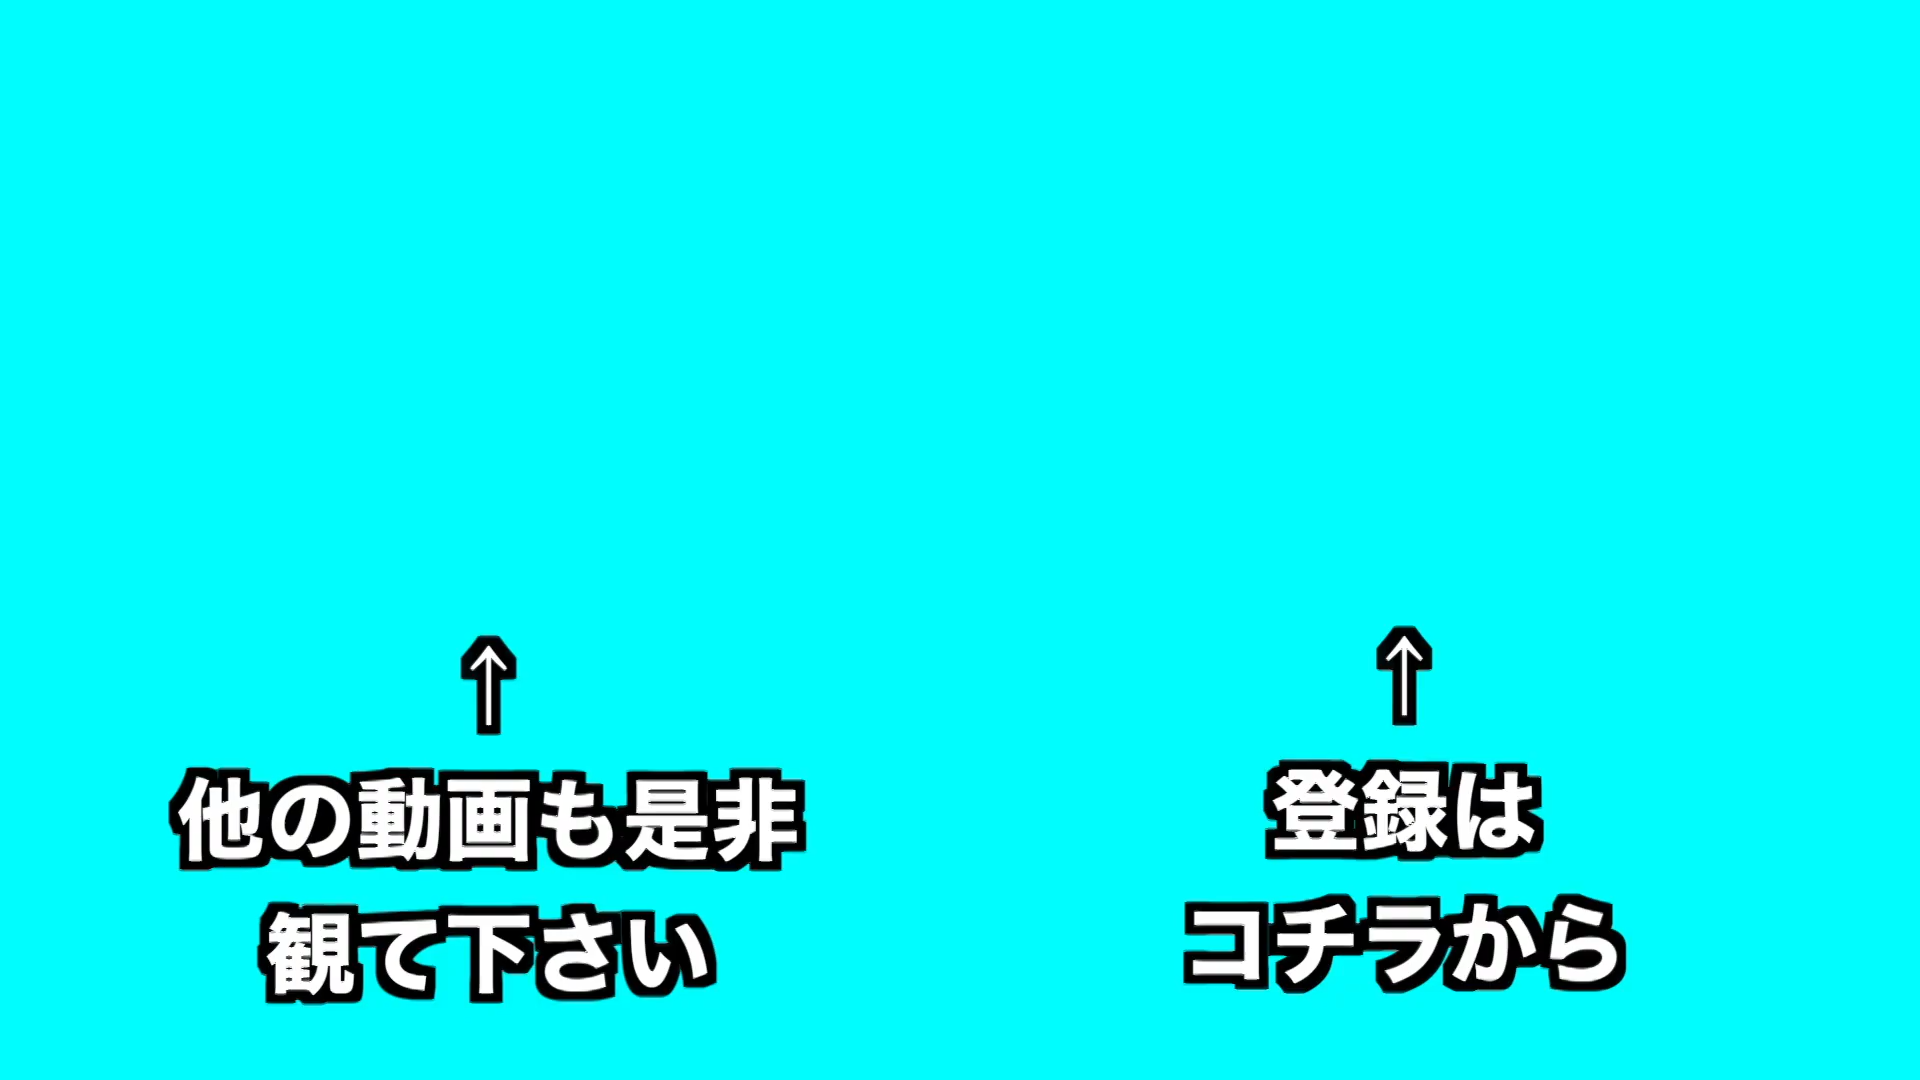 ↑
他の動画も是非
観て下さい
↑
登録は
コチラから